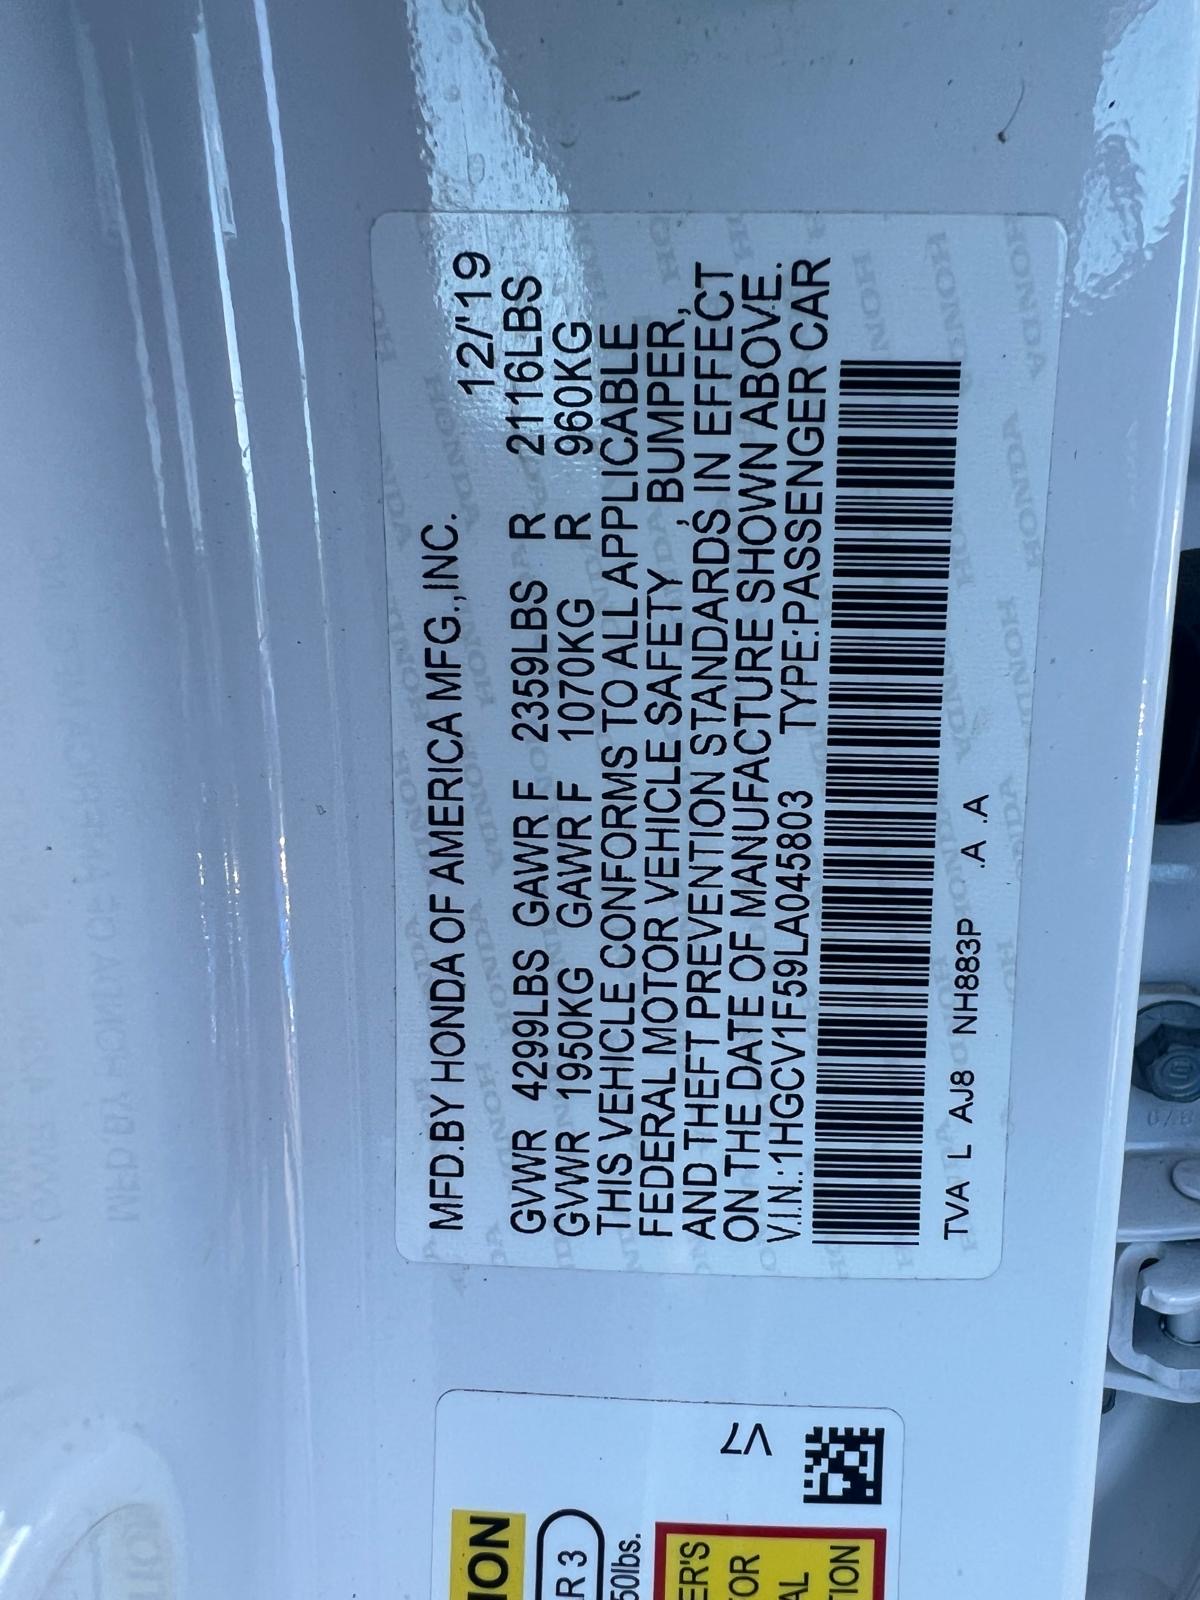 MFD.BY HONDA OF AMERICA MFG.,INC. 12/'19
GVWR 4299LBS GAWR F 2359LBS R 2116LBS
GVWR 1950KG GAWR F 1070KG R 960KG
THIS VEHICLE CONFORMS TO ALL APPLICABLE
FEDERAL MOTOR VEHICLE SAFETY , BUMPER,
AND THEFT PREVENTION STANDARDS IN EFFECT
ON THE DATE OF MANUFACTURE SHOWN ABOVE.
V.I.N.:1HGCV1F59LA045803 TYPE:PASSENGER CAR
TVA L AJ8 NH883P .A .A
V7